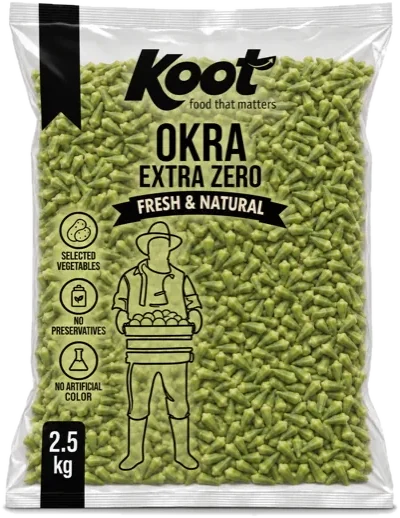 Koot
food that matters
OKRA
EXTRA ZERO
FRESH & NATURAL
SELECTED
VEGETABLES
NO
PRESERVATIVES
NO ARTIFICIAL
COLOR
2.5
kg